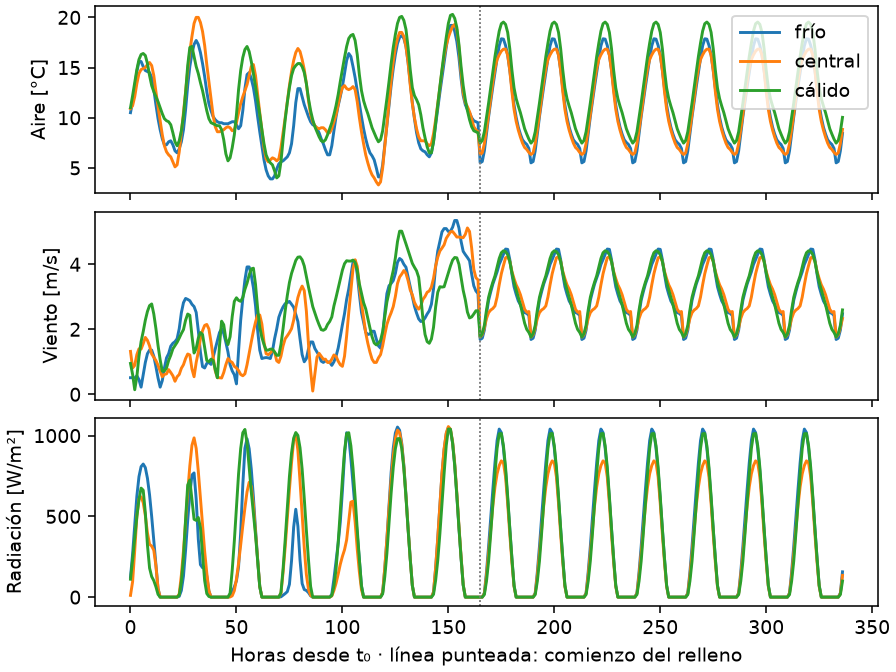 Aire [°C]
20
15
10
5
frío
central
cálido
Viento [m/s]
4
2
0
Radiación [W/m²]
1000
500
0
0 50 100 150 200 250 300 350
Horas desde t₀ · línea punteada: comienzo del relleno